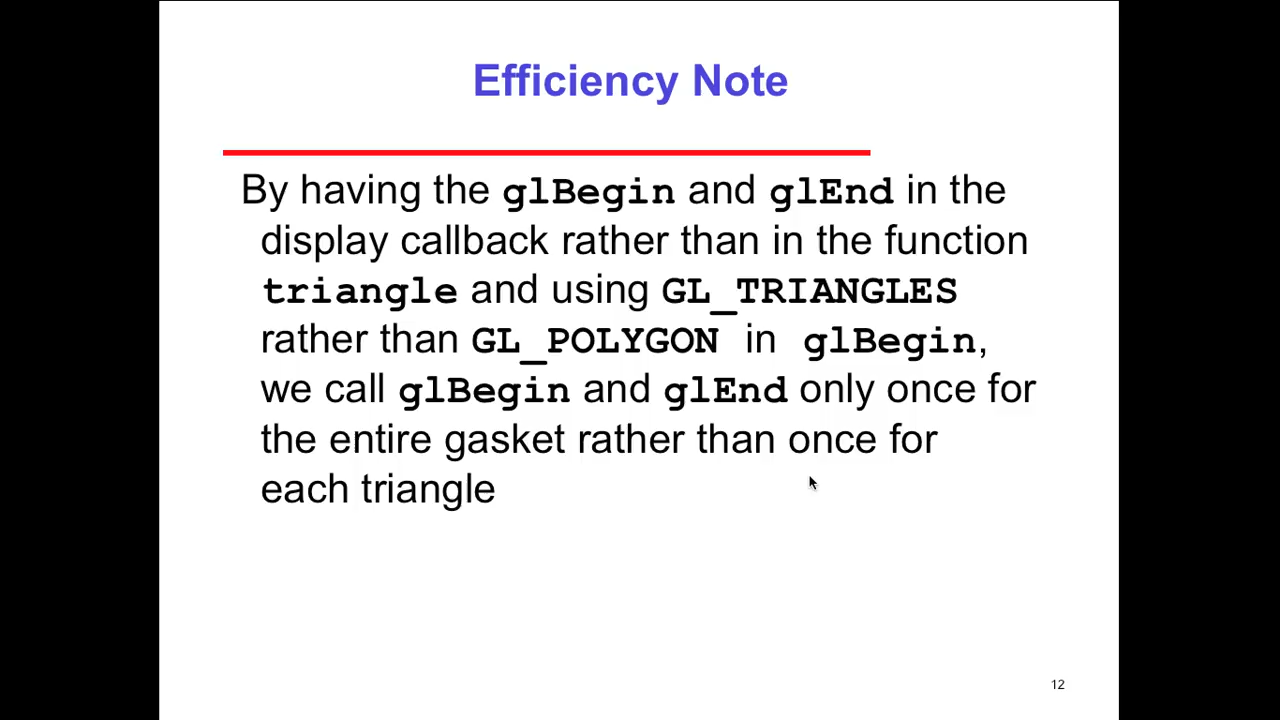 Efficiency Note
By having the glBegin and glEnd in the
display callback rather than in the function
triangle and using GL_TRIANGLES
rather than GL_POLYGON in glBegin,
we call glBegin and glEnd only once for
the entire gasket rather than once for
each triangle
12